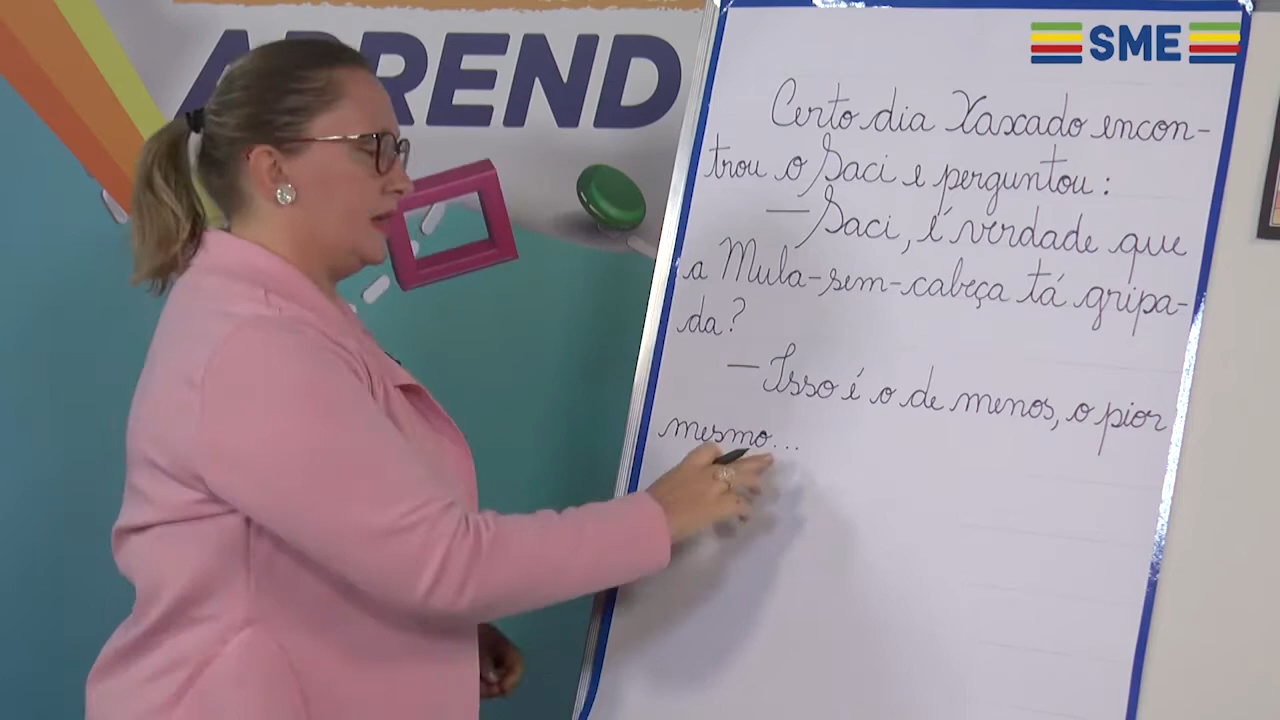 APREND
SME
Certo dia Xaxado encon-
trou o Saci e perguntou:
— Saci, é verdade que
a Mula-sem-cabeça tá gripa-
da?
— Isso é o de menos, o pior
mesmo...